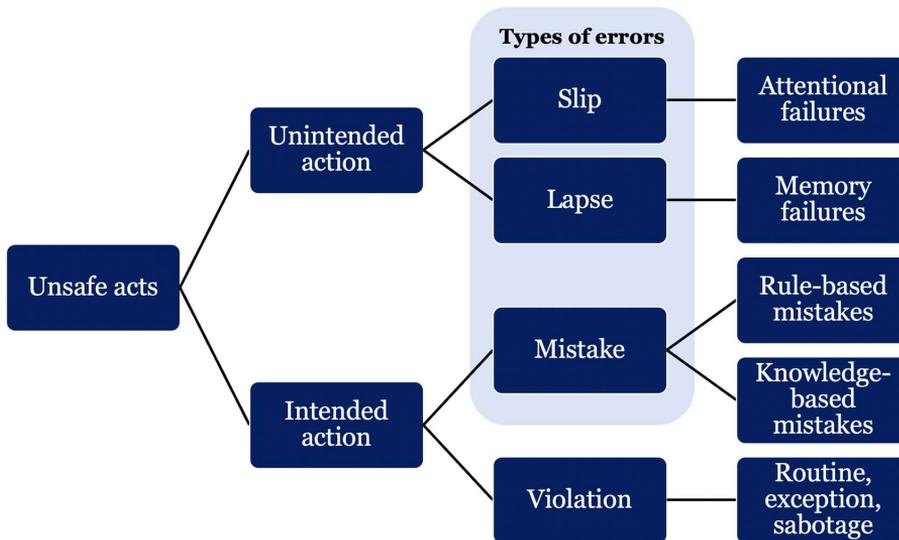 Types of errors
Slip
Attentional
failures
Unintended
action
Lapse
Memory
failures
Unsafe acts
Rule-based
mistakes
Mistake
Knowledge-
based
mistakes
Intended
action
Violation
Routine,
exception,
sabotage